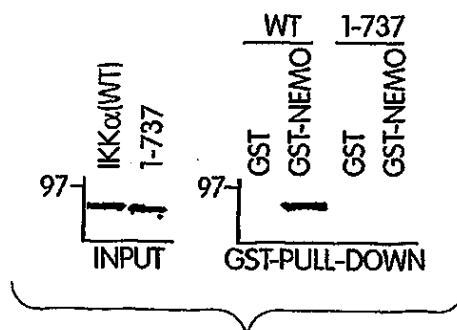 WT 1-737
IKKα(WT)
1-737
GST
GST-NEMO
GST
GST-NEMO
97-
97-
INPUT
GST-PULL-DOWN